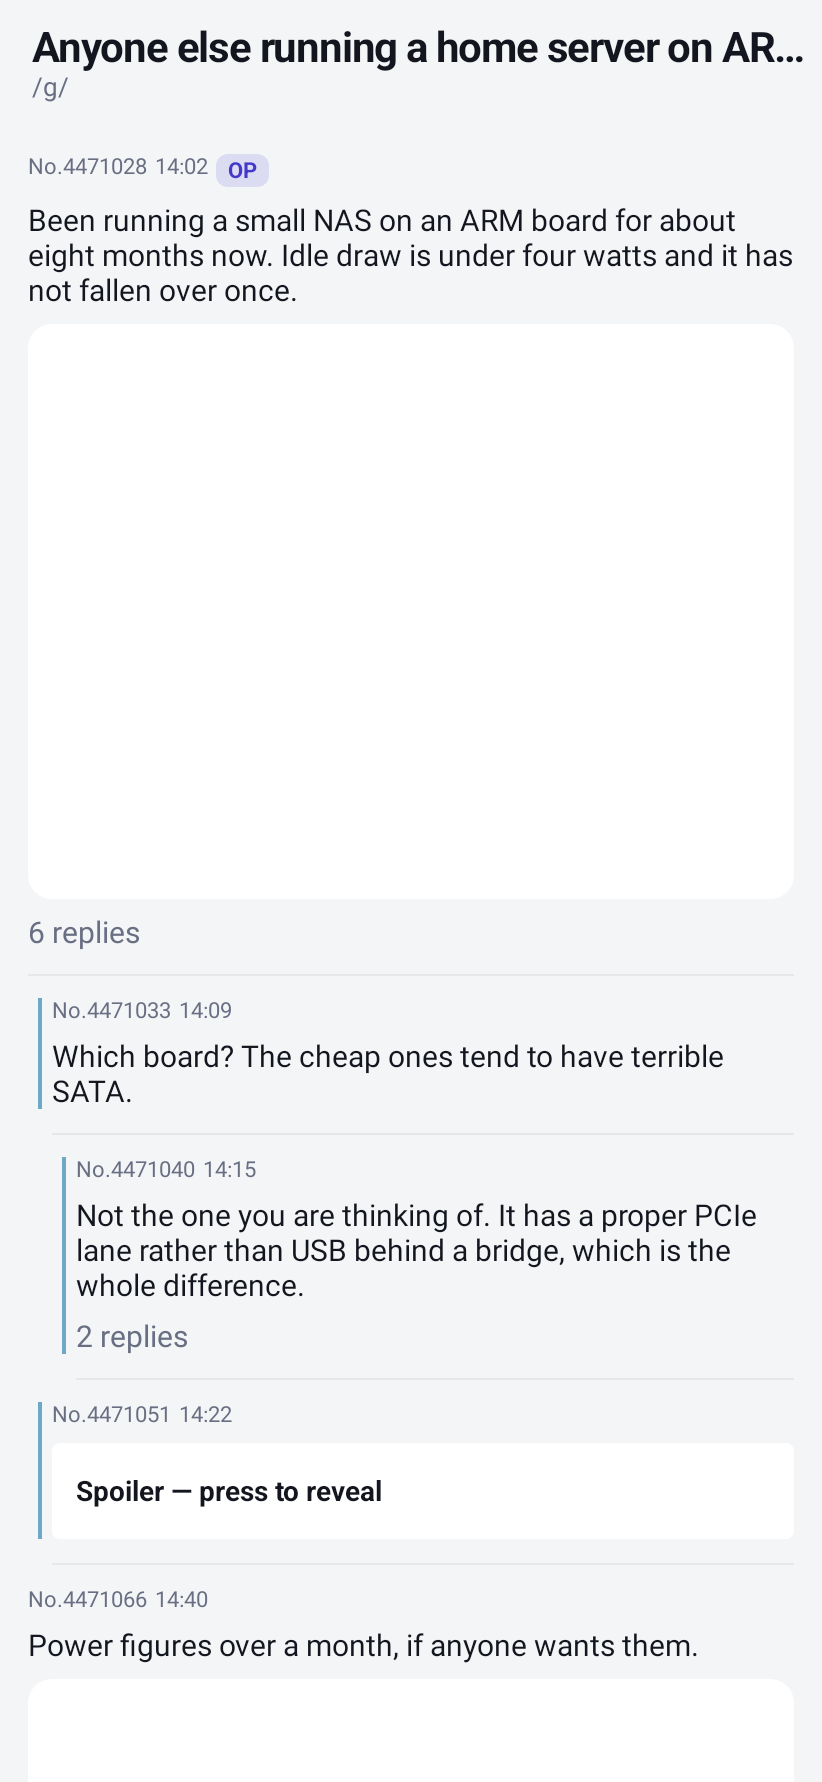 Anyone else running a home server on AR...
/g/
No.4471028 14:02 OP
Been running a small NAS on an ARM board for about
eight months now. Idle draw is under four watts and it has
not fallen over once.
6 replies
No.4471033 14:09
Which board? The cheap ones tend to have terrible
SATA.
No.4471040 14:15
Not the one you are thinking of. It has a proper PCIe
lane rather than USB behind a bridge, which is the
whole difference.
2 replies
No.4471051 14:22
Spoiler — press to reveal
No.4471066 14:40
Power figures over a month, if anyone wants them.